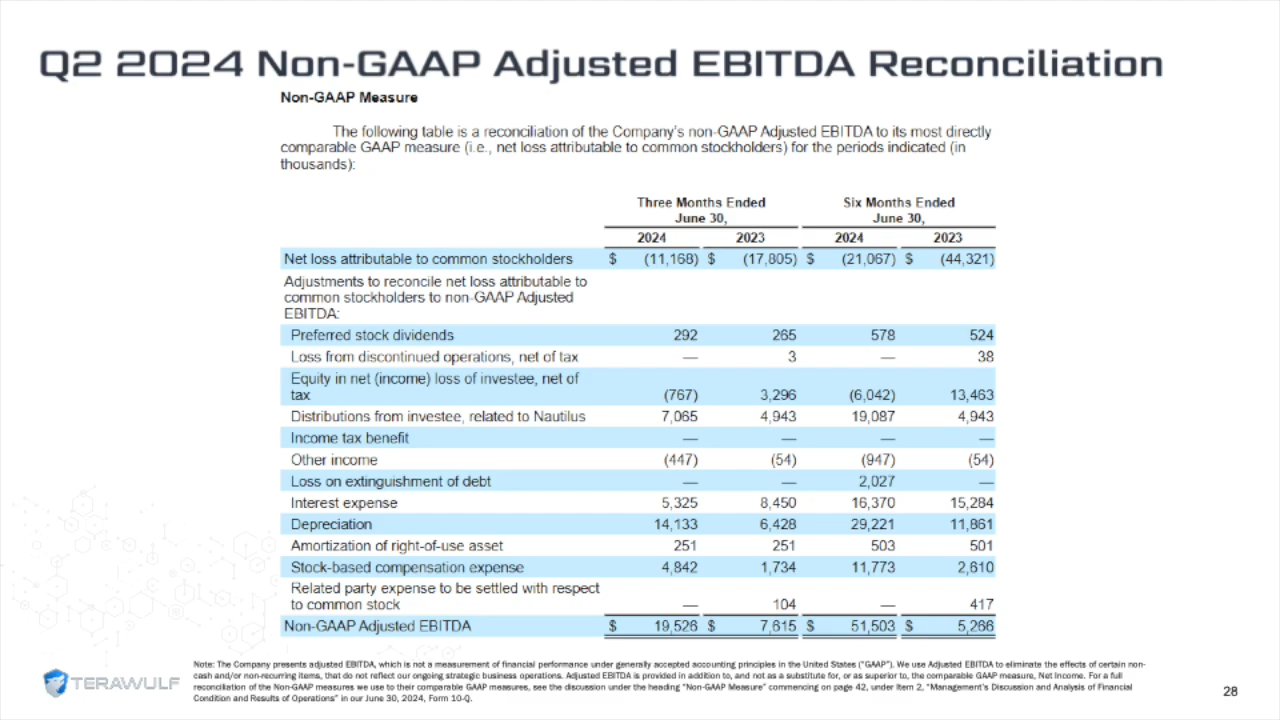 Q2 2024 Non-GAAP Adjusted EBITDA Reconciliation
Non-GAAP Measure
The following table is a reconciliation of the Company's non-GAAP Adjusted EBITDA to its most directly
comparable GAAP measure (i.e., net loss attributable to common stockholders) for the periods indicated (in
thousands):
Three Months Ended Six Months Ended
June 30, June 30,
2024 2023 2024 2023
Net loss attributable to common stockholders $ (11,168) $ (17,805) $ (21,067) $ (44,321)
Adjustments to reconcile net loss attributable to
common stockholders to non-GAAP Adjusted
EBITDA:
Preferred stock dividends 292 265 578 524
Loss from discontinued operations, net of tax — 3 — 38
Equity in net (income) loss of investee, net of
tax (767) 3,296 (6,042) 13,463
Distributions from investee, related to Nautilus 7,065 4,943 19,087 4,943
Income tax benefit — — — —
Other income (447) (54) (947) (54)
Loss on extinguishment of debt — — 2,027 —
Interest expense 5,325 8,450 16,370 15,284
Depreciation 14,133 6,428 29,221 11,861
Amortization of right-of-use asset 251 251 503 501
Stock-based compensation expense 4,842 1,734 11,773 2,610
Related party expense to be settled with respect
to common stock — 104 — 417
Non-GAAP Adjusted EBITDA $ 19,526 $ 7,615 $ 51,503 $ 5,266
Note: The Company presents adjusted EBITDA, which is not a measurement of financial performance under generally accepted accounting principles in the United States ("GAAP"). We use Adjusted EBITDA to eliminate the effects of certain non-
cash and/or non-recurring items, that do not reflect our ongoing strategic business operations. Adjusted EBITDA is provided in addition to, and not as a substitute for, or as superior to, the comparable GAAP measure, Net Income. For a full
reconciliation of the Non-GAAP measures we use to their comparable GAAP measures, see the discussion under the heading "Non-GAAP Measure" commencing on page 42, under Item 2, "Management's Discussion and Analysis of Financial
Condition and Results of Operations" in our June 30, 2024, Form 10-Q.
TERAWULF
28